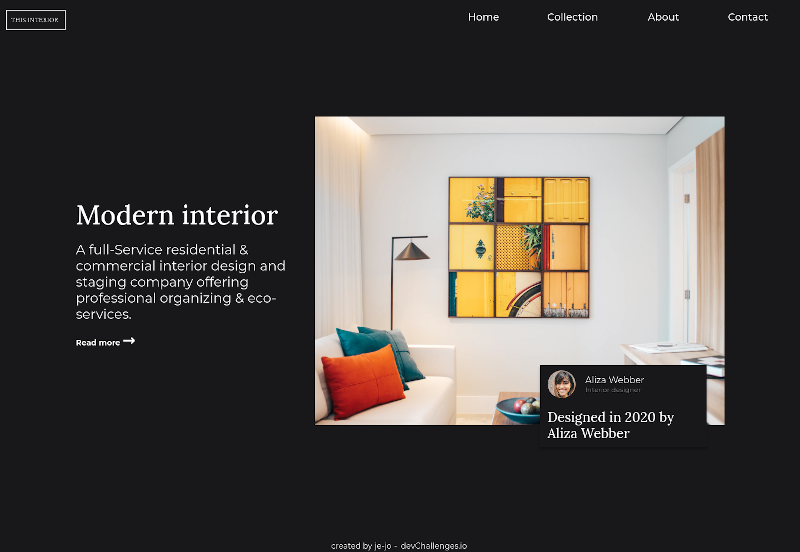 THIS INTERIOR
Home
Collection
About
Contact
Modern interior
A full-Service residential &
commercial interior design and
staging company offering
professional organizing & eco-
services.
Read more
Aliza Webber
Interior designer
Designed in 2020 by
Aliza Webber
created by je-jo - devChallenges.io